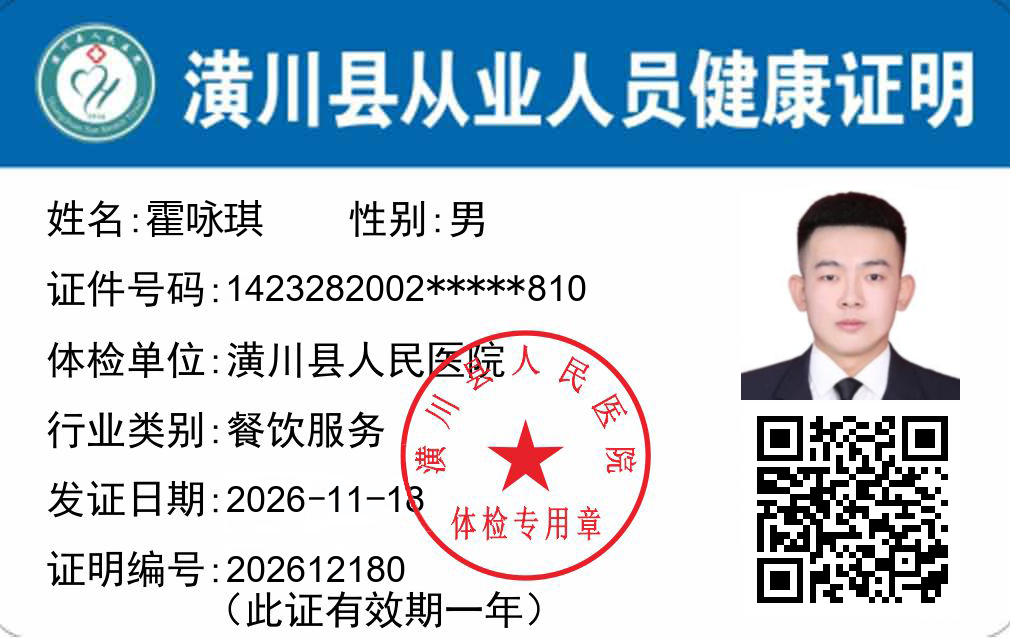 潢川县从业人员健康证明
姓名:霍咏琪 性别:男
证件号码:1423282002*****810
体检单位:潢川县人民医院
行业类别:餐饮服务
发证日期:2026-11-18
证明编号:202612180
(此证有效期一年)
潢川县人民医院
体检专用章